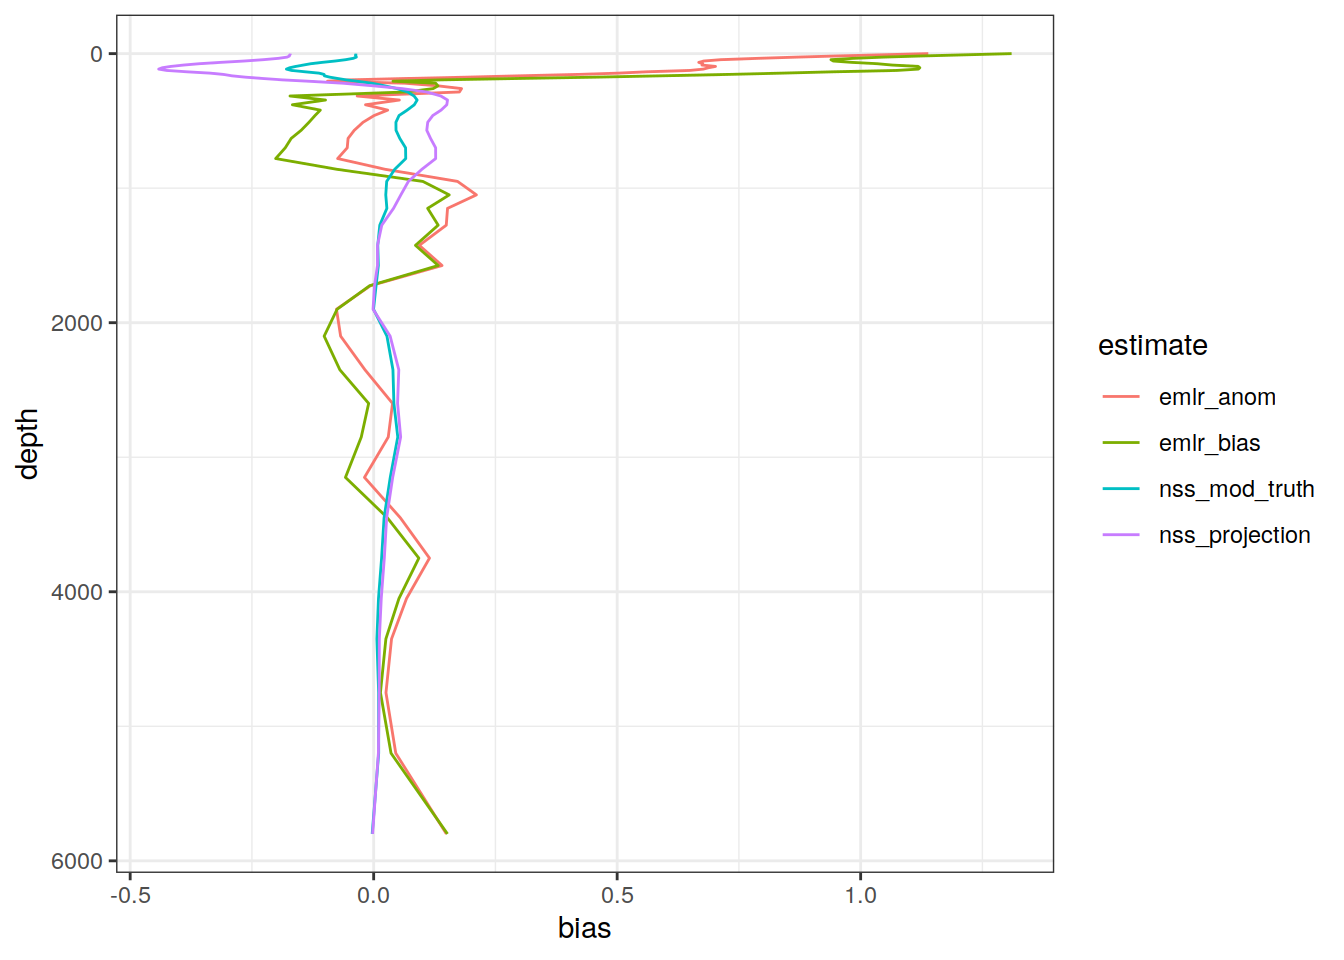 0
2000
4000
6000
depth
-0.5
0.0
0.5
1.0
bias
estimate
emlr_anom
emlr_bias
nss_mod_truth
nss_projection